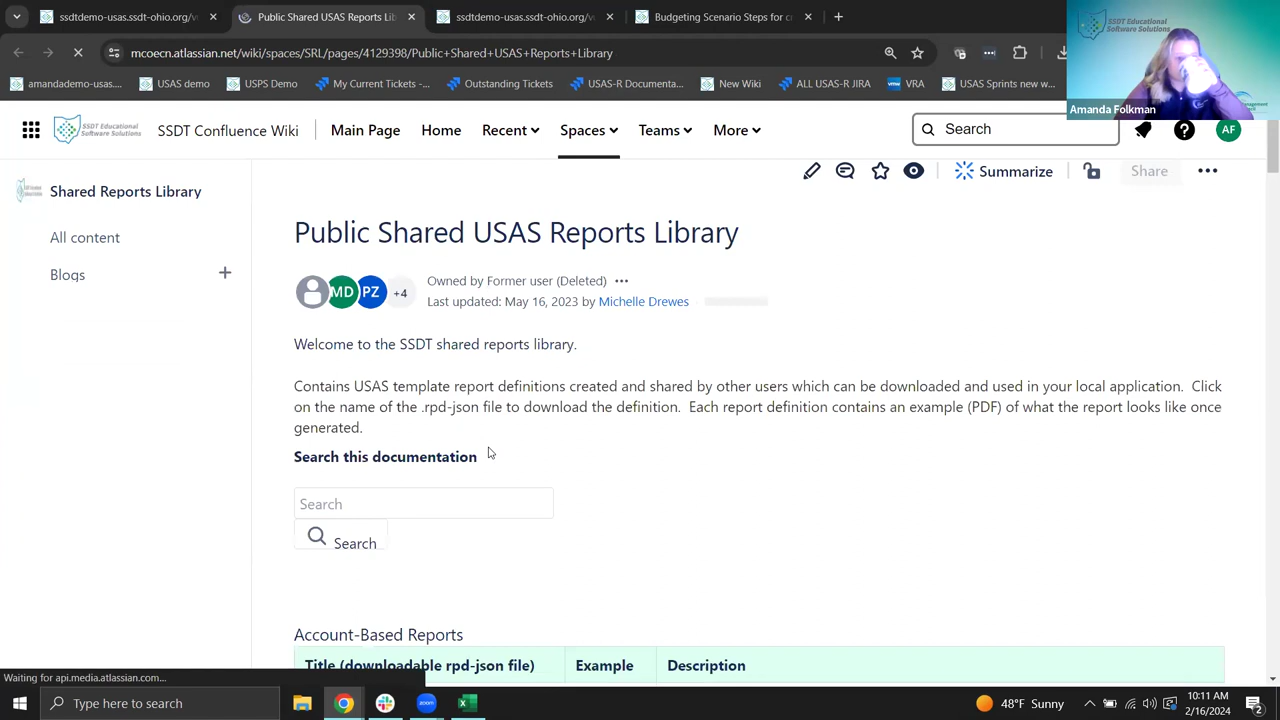 ssdtdemo-usas.ssdt-ohio.org/v
Public Shared USAS Reports Lib
ssdtdemo-usas.ssdt-ohio.org/v
Budgeting Scenario Steps for c
mcoecn.atlassian.net/wiki/spaces/SRL/pages/4129398/Public+Shared+USAS+Reports+Library
amandademo-usas....
USAS demo
USPS Demo
My Current Tickets -...
Outstanding Tickets
USAS-R Documenta...
New Wiki
ALL USAS-R JIRA
vmw
VRA
USAS Sprints new w...
SSDT Educational
Software Solutions
Amanda Folkman
SSDT Educational
Software Solutions
SSDT Confluence Wiki
Main Page
Home
Recent
Spaces
Teams
More
Search
AF
Shared Reports Library
Summarize
Share
All content
Blogs
Public Shared USAS Reports Library
MD
PZ
+4
Owned by Former user (Deleted)
Last updated: May 16, 2023 by Michelle Drewes
Welcome to the SSDT shared reports library.
Contains USAS template report definitions created and shared by other users which can be downloaded and used in your local application. Click
on the name of the .rpd-json file to download the definition. Each report definition contains an example (PDF) of what the report looks like once
generated.
Search this documentation
Search
Search
Account-Based Reports
Title (downloadable rpd-json file)
Example
Description
Waiting for api.media.atlassian.com...
Type here to search
zoom
48°F Sunny
10:11 AM
2/16/2024
2